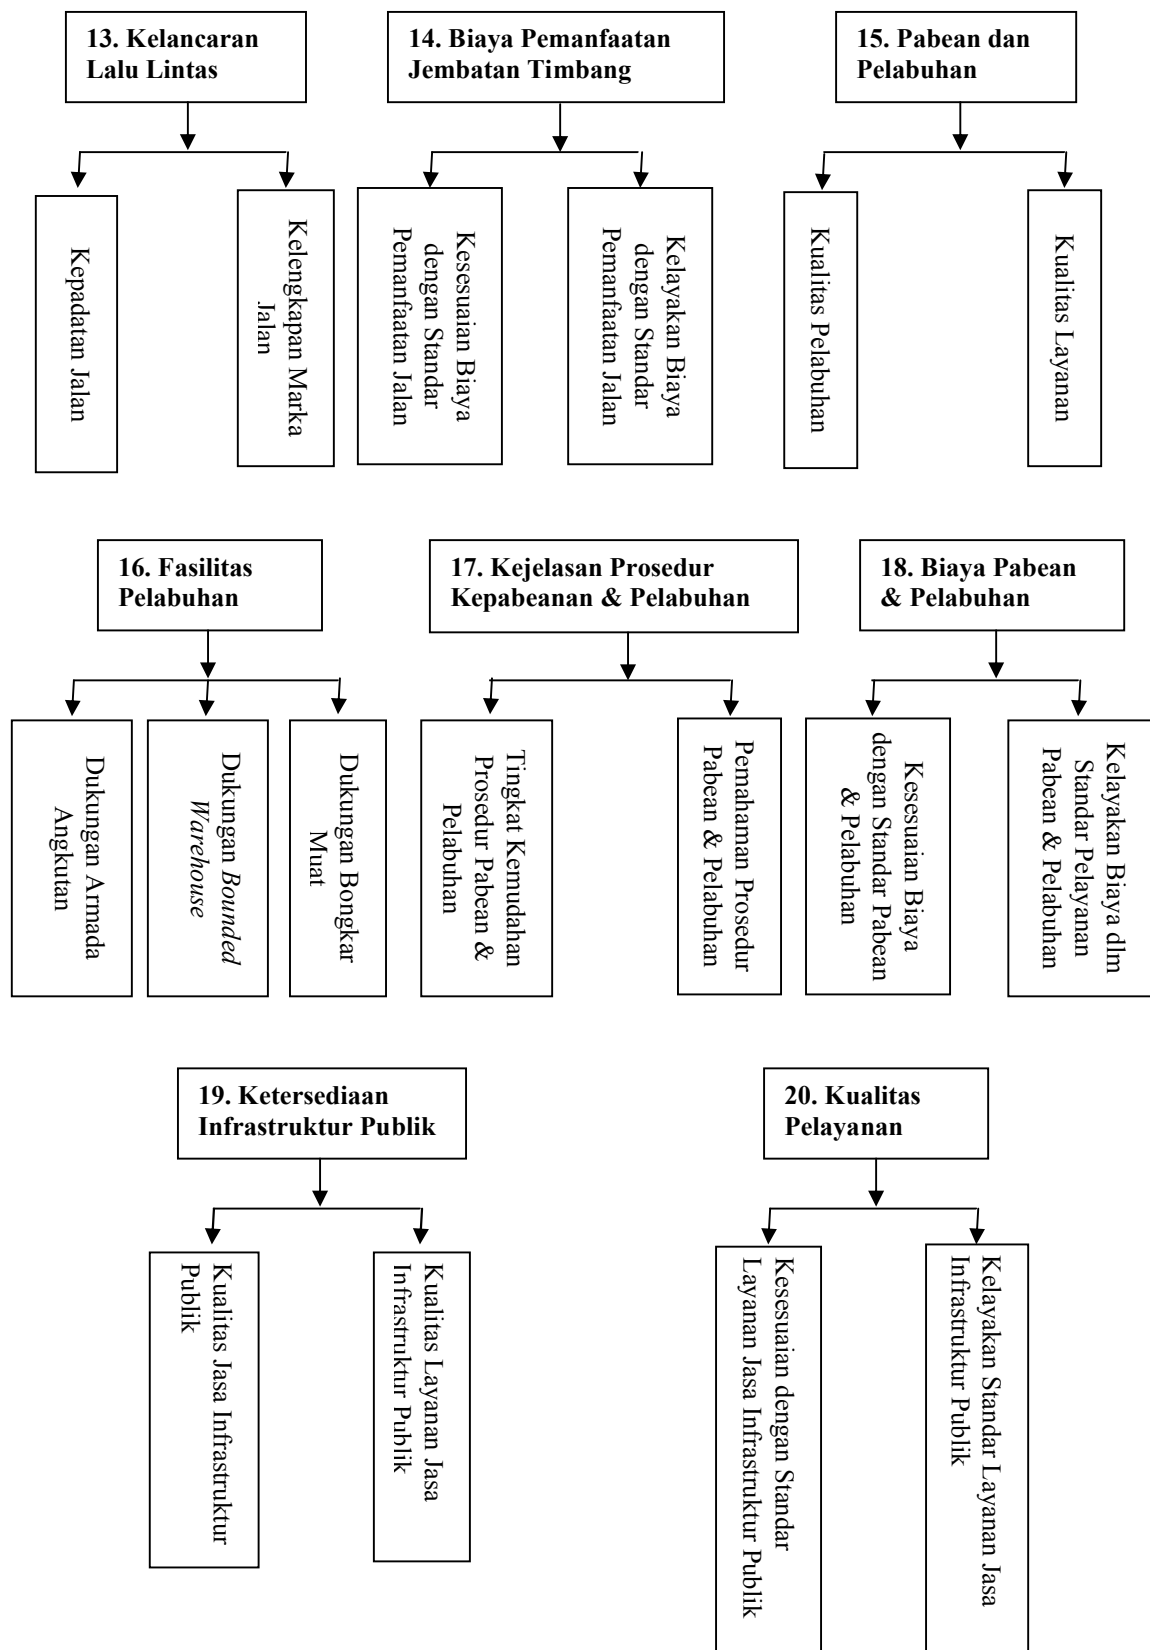 13. Kelancaran
Lalu Lintas
14. Biaya Pemanfaatan
Jembatan Timbang
15. Pabean dan
Pelabuhan
Kepadatan Jalan
Kelengkapan Marka
Jalan
Kesesuaian Biaya
dengan Standar
Pemanfaatan Jalan
Kelayakan Biaya
dengan Standar
Pemanfaatan Jalan
Kualitas Pelabuhan
Kualitas Layanan
16. Fasilitas
Pelabuhan
17. Kejelasan Prosedur
Kepabeanan & Pelabuhan
18. Biaya Pabean
& Pelabuhan
Dukungan Armada
Angkutan
Dukungan Bounded
Warehouse
Dukungan Bongkar
Muat
Tingkat Kemudahan
Prosedur Pabean &
Pelabuhan
Pemahaman Prosedur
Pabean & Pelabuhan
Kesesuaian Biaya
dengan Standar Pabean
& Pelabuhan
Kelayakan Biaya dlm
Standar Pelayanan
Pabean & Pelabuhan
19. Ketersediaan
Infrastruktur Publik
20. Kualitas
Pelayanan
Kualitas Jasa Infrastruktur
Publik
Kualitas Layanan Jasa
Infrastruktur Publik
Kesesuaian dengan Standar
Layanan Jasa Infrastruktur Publik
Kelayakan Standar Layanan Jasa
Infrastruktur Publik